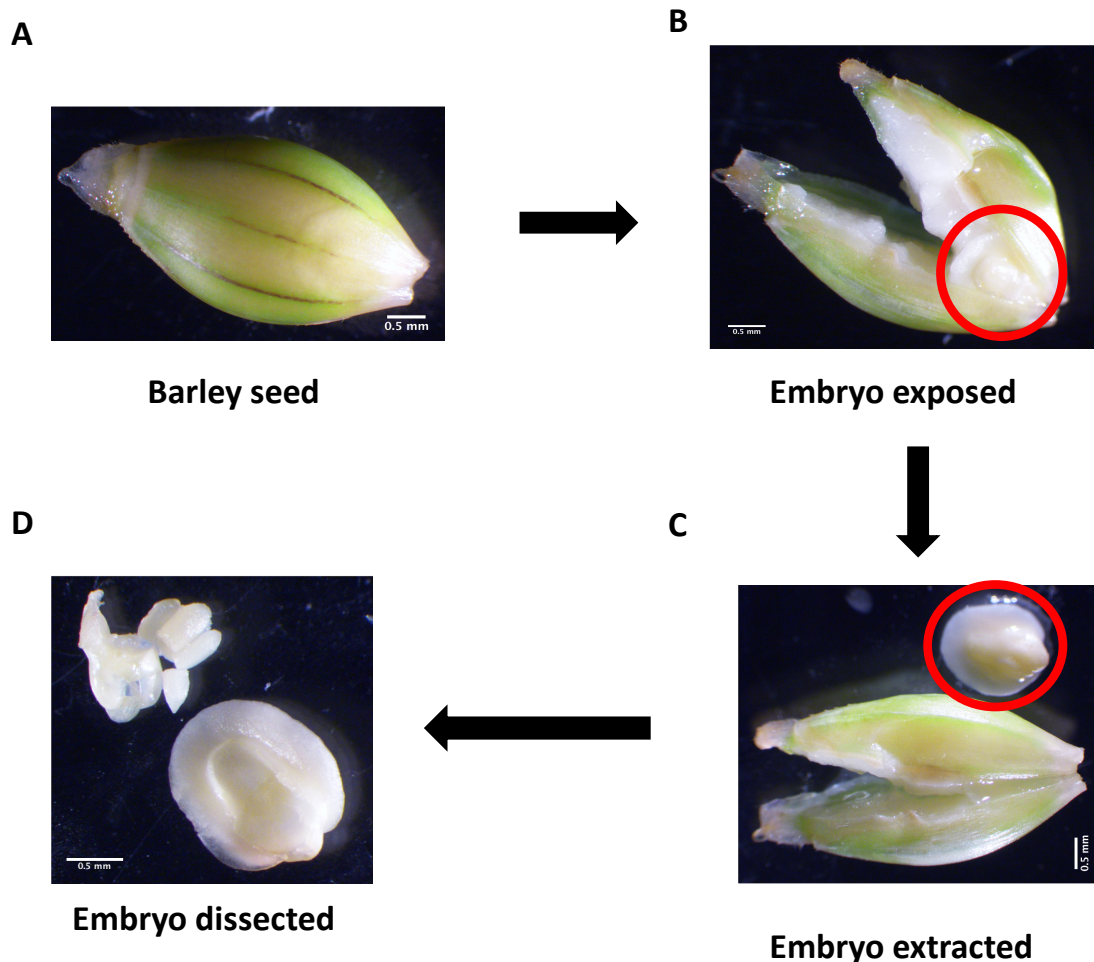 A
B
0.5 mm
0.5 mm
Barley seed
Embryo exposed
D
C
0.5 mm
0.5 mm
Embryo dissected
Embryo extracted